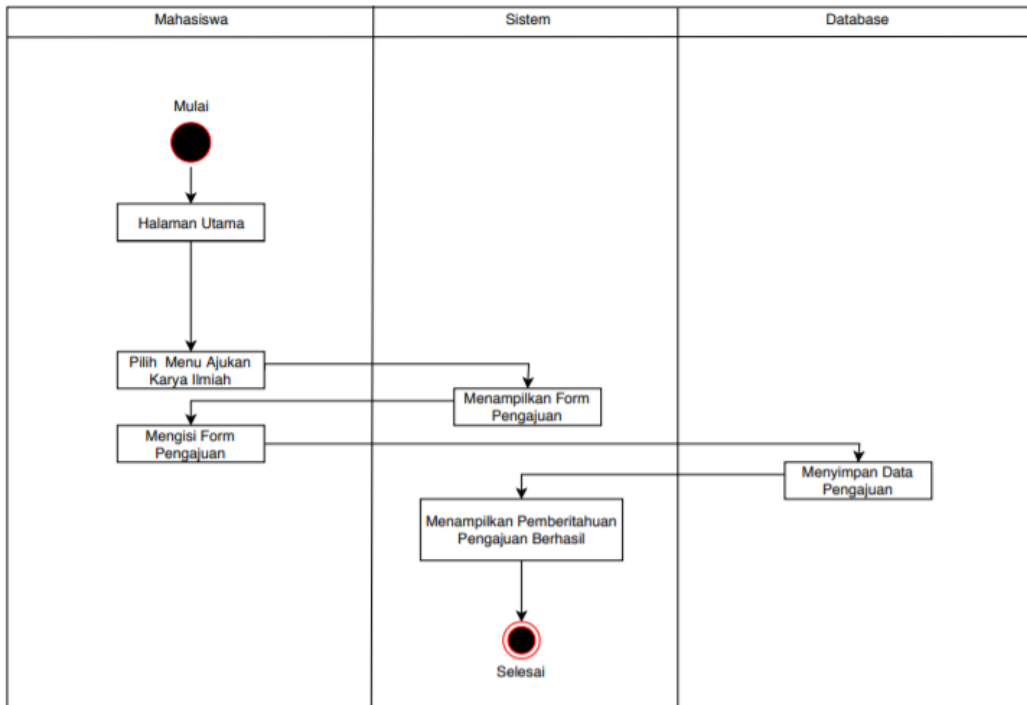 Mahasiswa
Sistem
Database
Mulai
Halaman Utama
Pilih Menu Ajukan
Karya Ilmiah
Menampilkan Form
Pengajuan
Mengisi Form
Pengajuan
Menyimpan Data
Pengajuan
Menampilkan Pemberitahuan
Pengajuan Berhasil
Selesai